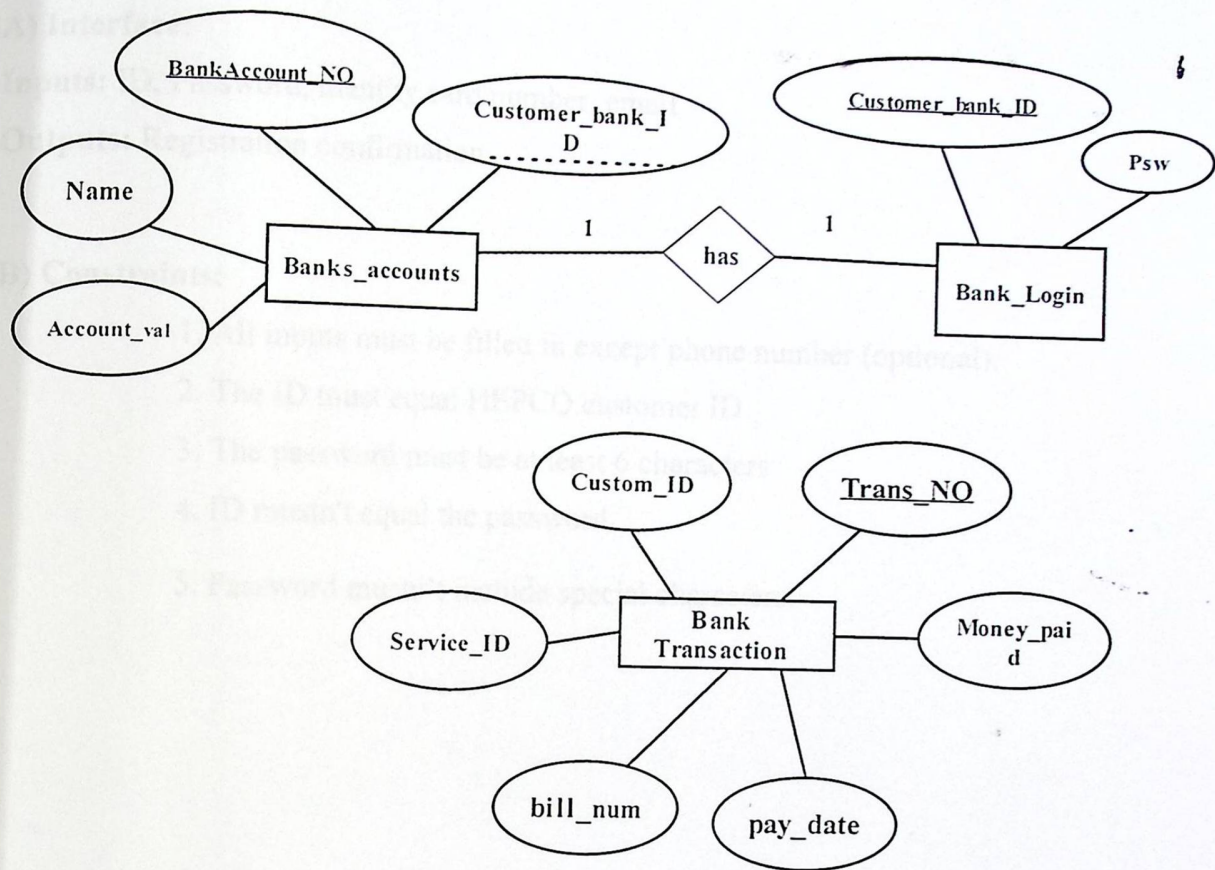 A) Interface:
Inputs: ID, Password, number, email
Outputs: Registration confirmation
BankAccount_NO
Customer_bank_I
D
Customer_bank_ID
Psw
Name
1
1
has
Banks_accounts
Bank_Login
B) Constraints:
Account_val
1. All inputs must be filled in except phone number (optional).
2. The ID must equal HEPCO customer ID
3. The password must be at least 6 characters
4. ID mustn't equal the password
5. Password mustn't include special
Custom_ID
Trans_NO
Service_ID
Bank
Transaction
Money_pai
d
bill_num
pay_date